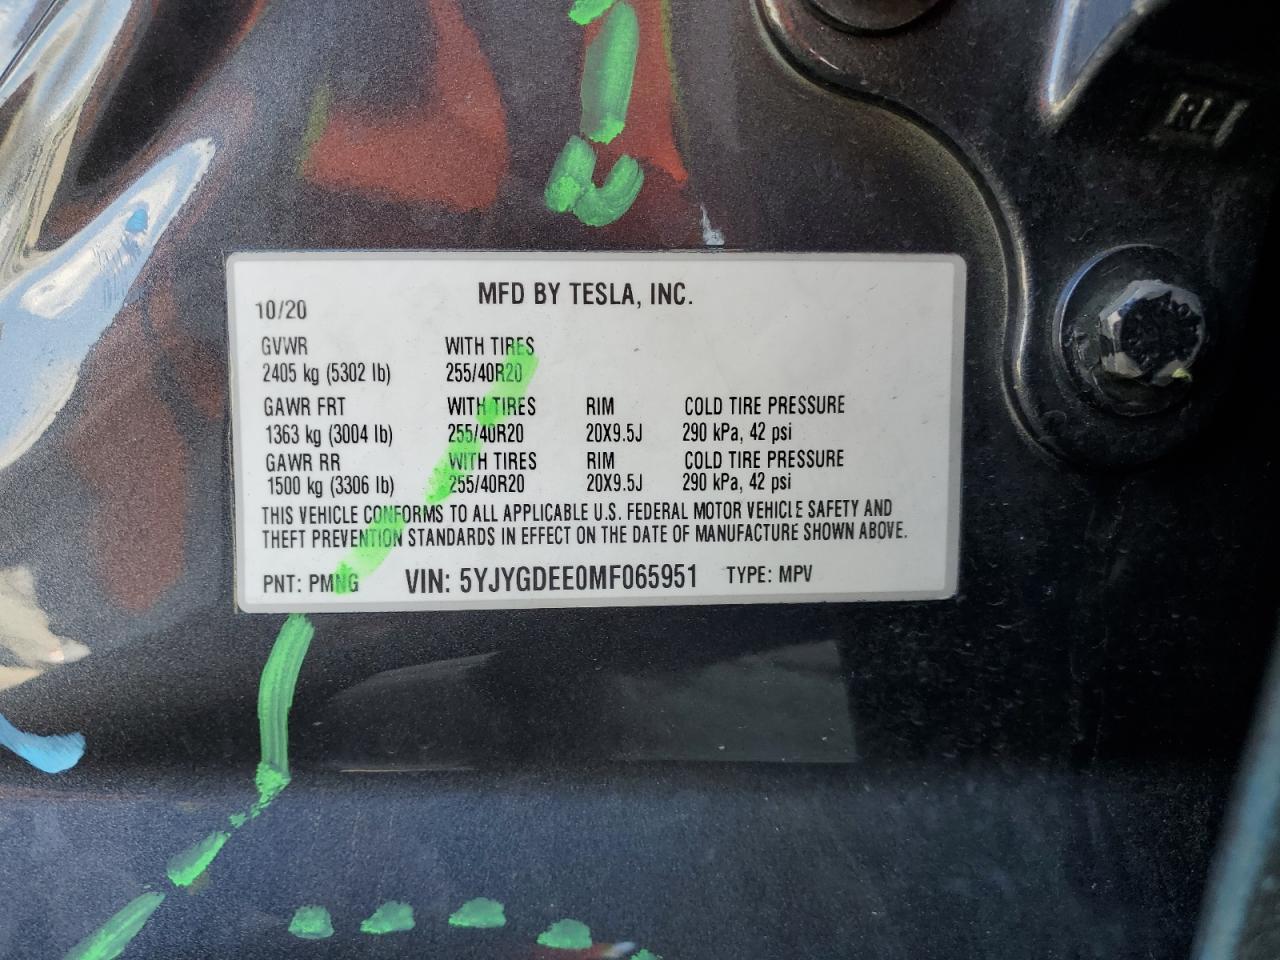 MFD BY TESLA, INC.
10/20
GVWR WITH TIRES
2405 kg (5302 lb) 255/40R20
GAWR FRT WITH TIRES RIM COLD TIRE PRESSURE
1363 kg (3004 lb) 255/40R20 20X9.5J 290 kPa, 42 psi
GAWR RR WITH TIRES RIM COLD TIRE PRESSURE
1500 kg (3306 lb) 255/40R20 20X9.5J 290 kPa, 42 psi
THIS VEHICLE CONFORMS TO ALL APPLICABLE U.S. FEDERAL MOTOR VEHICLE SAFETY AND
THEFT PREVENTION STANDARDS IN EFFECT ON THE DATE OF MANUFACTURE SHOWN ABOVE.
PNT: PMNG VIN: 5YJYGDEE0MF065951 TYPE: MPV